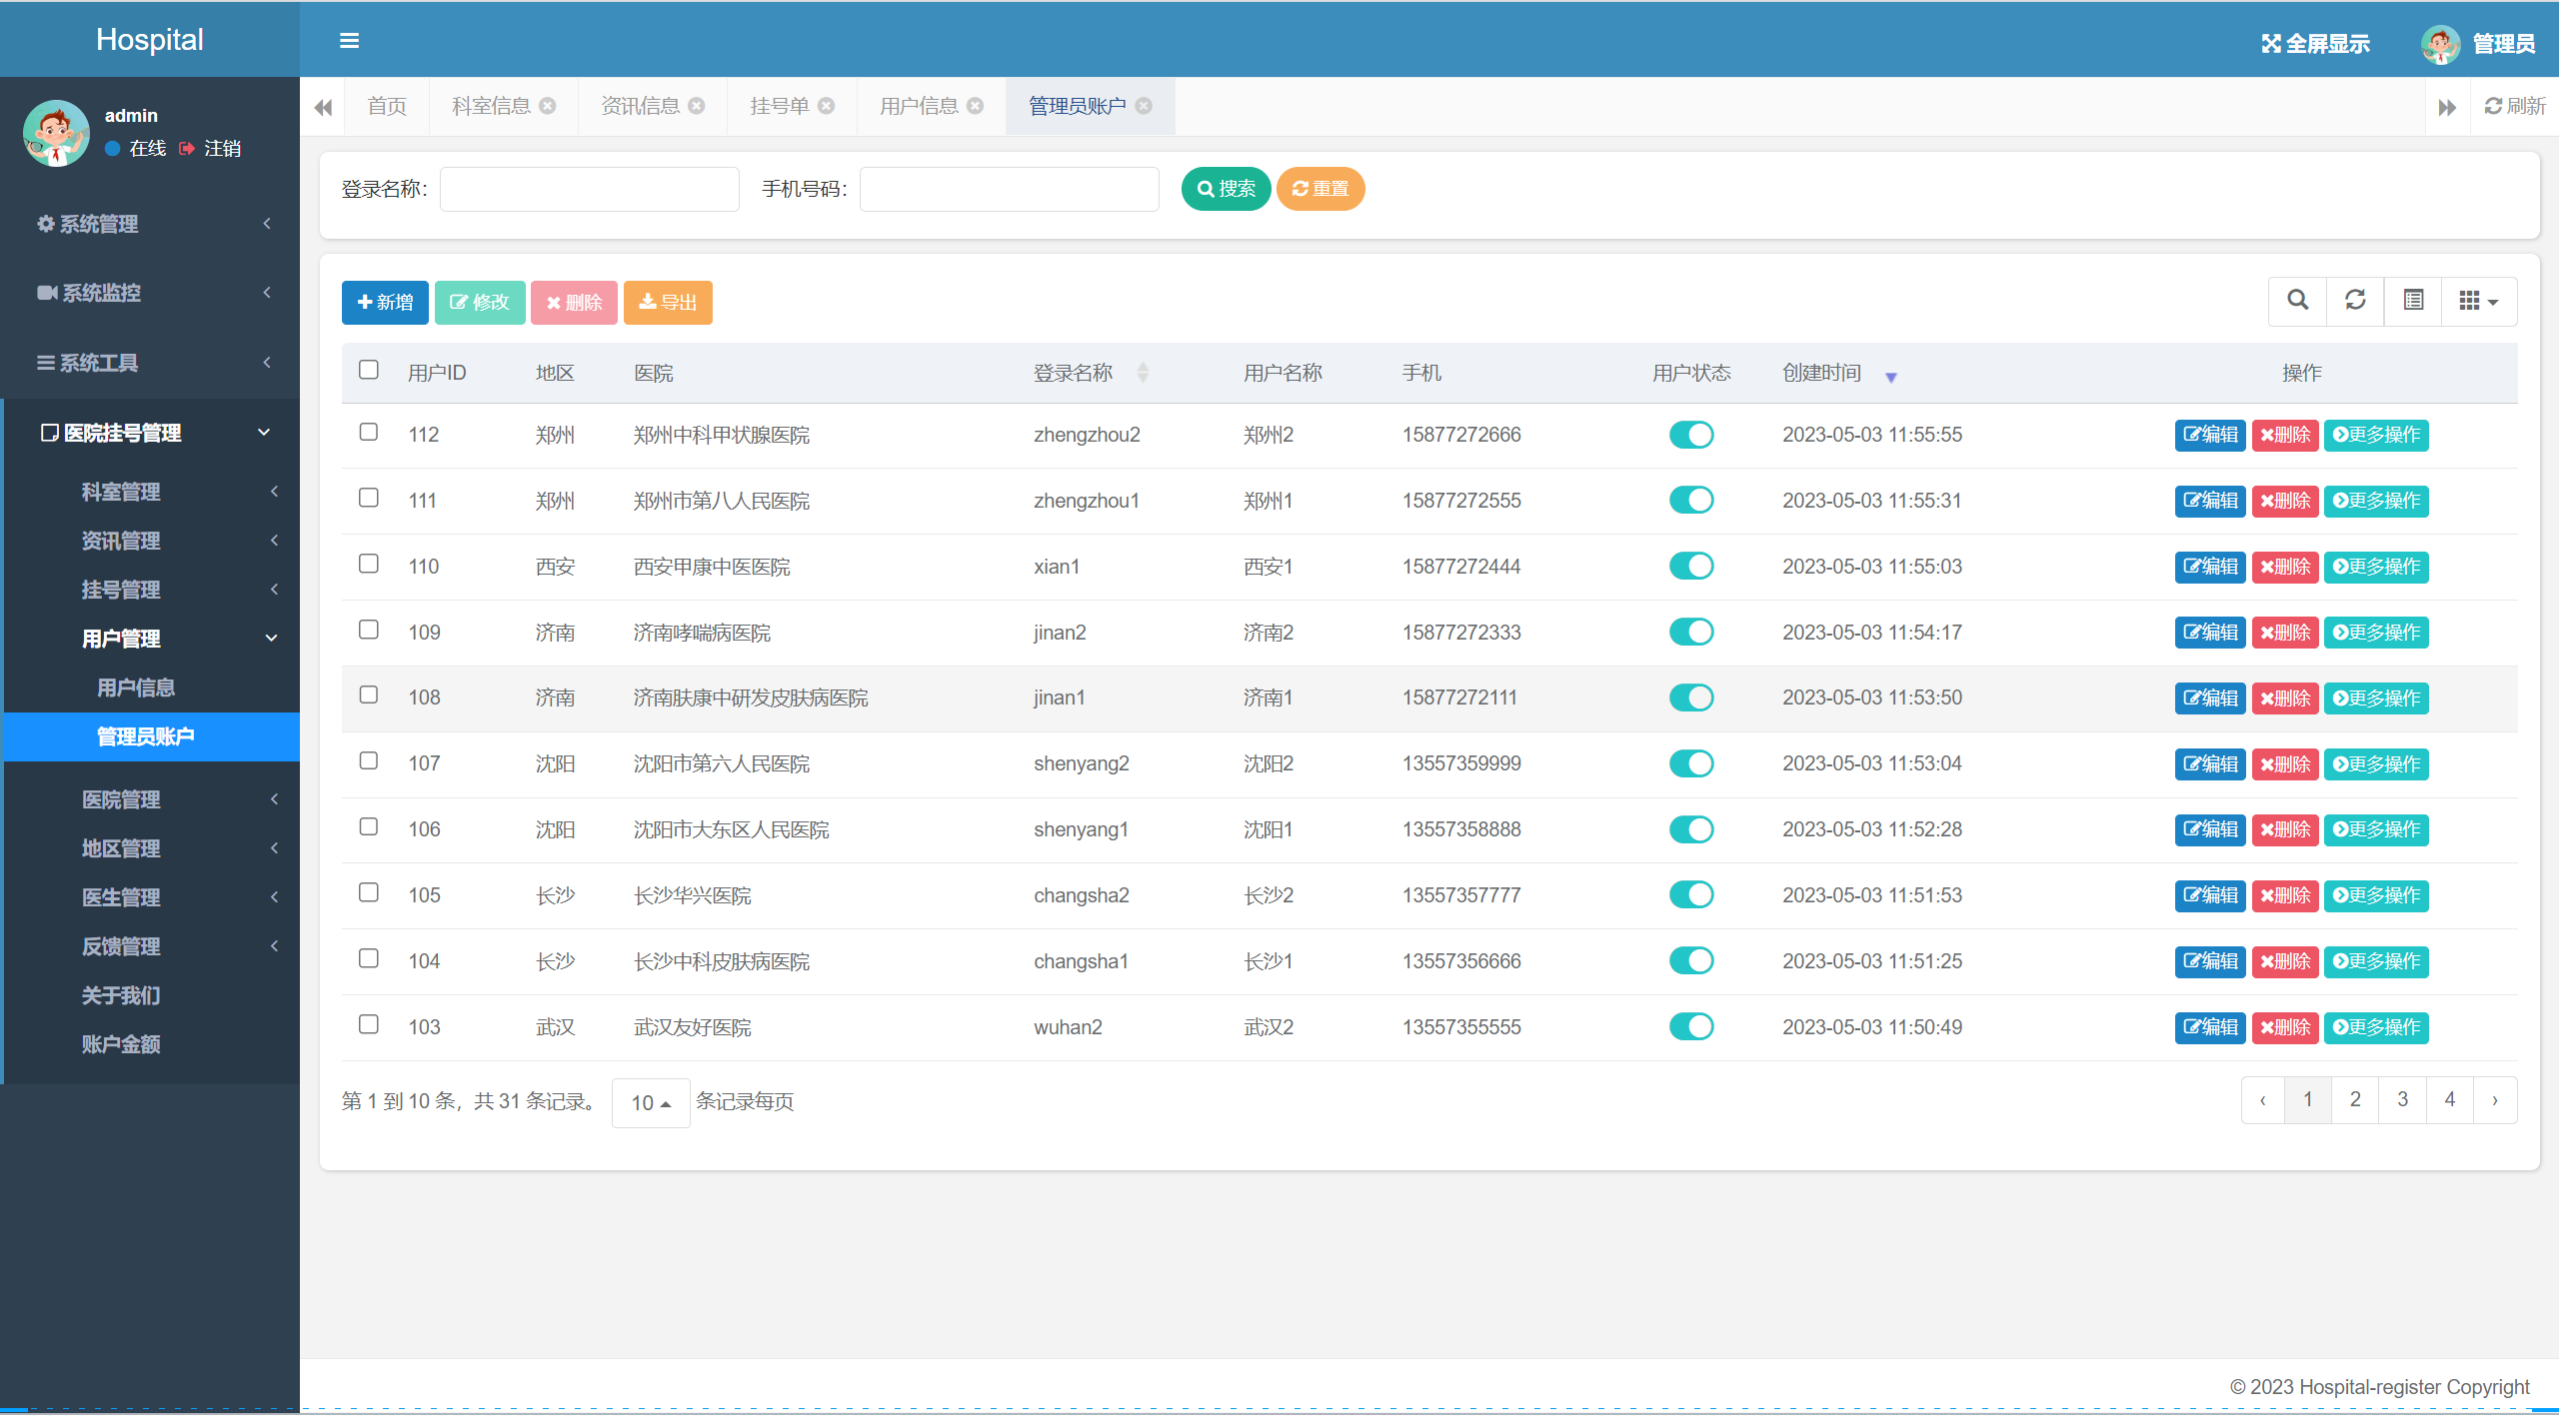 Hospital
全屏显示 管理员
admin
在线 注销
首页 科室信息 资讯信息 挂号单 用户信息 管理员账户 刷新
登录名称： 手机号码： 搜索 重置
系统管理
系统监控
系统工具
医院挂号管理
科室管理
资讯管理
挂号管理
用户管理
用户信息
管理员账户
医院管理
地区管理
医生管理
反馈管理
关于我们
账户金额
新增 修改 删除 导出
用户ID 地区 医院 登录名称 用户名称 手机 用户状态 创建时间 操作
112 郑州 郑州中科甲状腺医院 zhengzhou2 郑州2 15877272666 2023-05-03 11:55:55 编辑 删除 更多操作
111 郑州 郑州市第八人民医院 zhengzhou1 郑州1 15877272555 2023-05-03 11:55:31 编辑 删除 更多操作
110 西安 西安甲康中医医院 xian1 西安1 15877272444 2023-05-03 11:55:03 编辑 删除 更多操作
109 济南 济南哮喘病医院 jinan2 济南2 15877272333 2023-05-03 11:54:17 编辑 删除 更多操作
108 济南 济南肤康中研发皮肤病医院 jinan1 济南1 15877272111 2023-05-03 11:53:50 编辑 删除 更多操作
107 沈阳 沈阳市第六人民医院 shenyang2 沈阳2 13557359999 2023-05-03 11:53:04 编辑 删除 更多操作
106 沈阳 沈阳市大东区人民医院 shenyang1 沈阳1 13557358888 2023-05-03 11:52:28 编辑 删除 更多操作
105 长沙 长沙华兴医院 changsha2 长沙2 13557357777 2023-05-03 11:51:53 编辑 删除 更多操作
104 长沙 长沙中科皮肤病医院 changsha1 长沙1 13557356666 2023-05-03 11:51:25 编辑 删除 更多操作
103 武汉 武汉友好医院 wuhan2 武汉2 13557355555 2023-05-03 11:50:49 编辑 删除 更多操作
第 1 到 10 条，共 31 条记录。 10 条记录每页 ‹ 1 2 3 4 ›
© 2023 Hospital-register Copyright